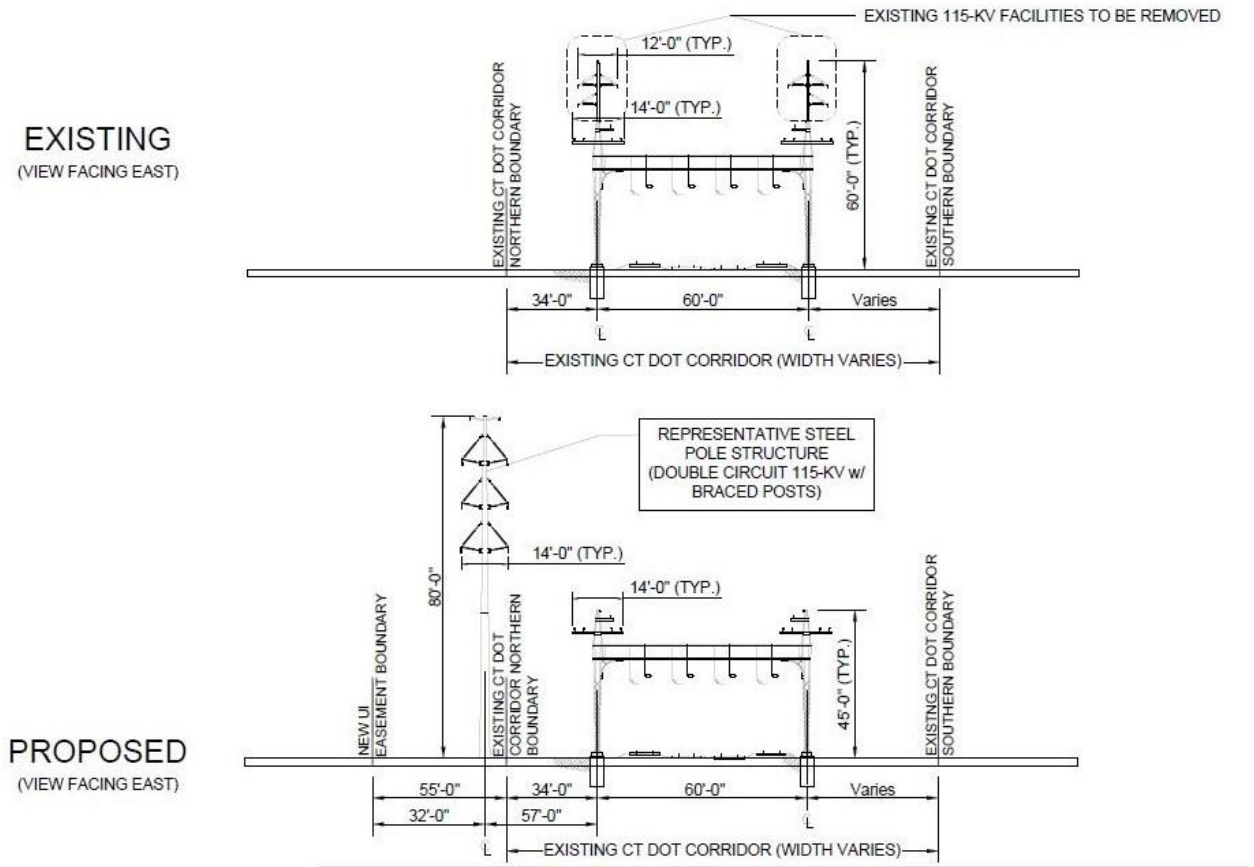 EXISTING 115-KV FACILITIES TO BE REMOVED
12'-0" (TYP.)
14'-0" (TYP.)
EXISTING
(VIEW FACING EAST)
EXISTING CT DOT CORRIDOR
NORTHERN BOUNDARY
60'-0" (TYP.)
EXISTNG CT DOT CORRIDOR
SOUTHERN BOUNDARY
34'-0"
60'-0"
Varies
℄
℄
EXISTING CT DOT CORRIDOR (WIDTH VARIES)
REPRESENTATIVE STEEL
POLE STRUCTURE
(DOUBLE CIRCUIT 115-KV w/
BRACED POSTS)
14'-0" (TYP.)
14'-0" (TYP.)
80'-0"
NEW UI
EASEMENT BOUNDARY
EXISTING CT DOT
CORRIDOR NORTHERN
BOUNDARY
45'-0" (TYP.)
EXISTNG CT DOT CORRIDOR
SOUTHERN BOUNDARY
PROPOSED
(VIEW FACING EAST)
55'-0"
34'-0"
60'-0"
Varies
32'-0"
57'-0"
℄
℄
EXISTING CT DOT CORRIDOR (WIDTH VARIES)